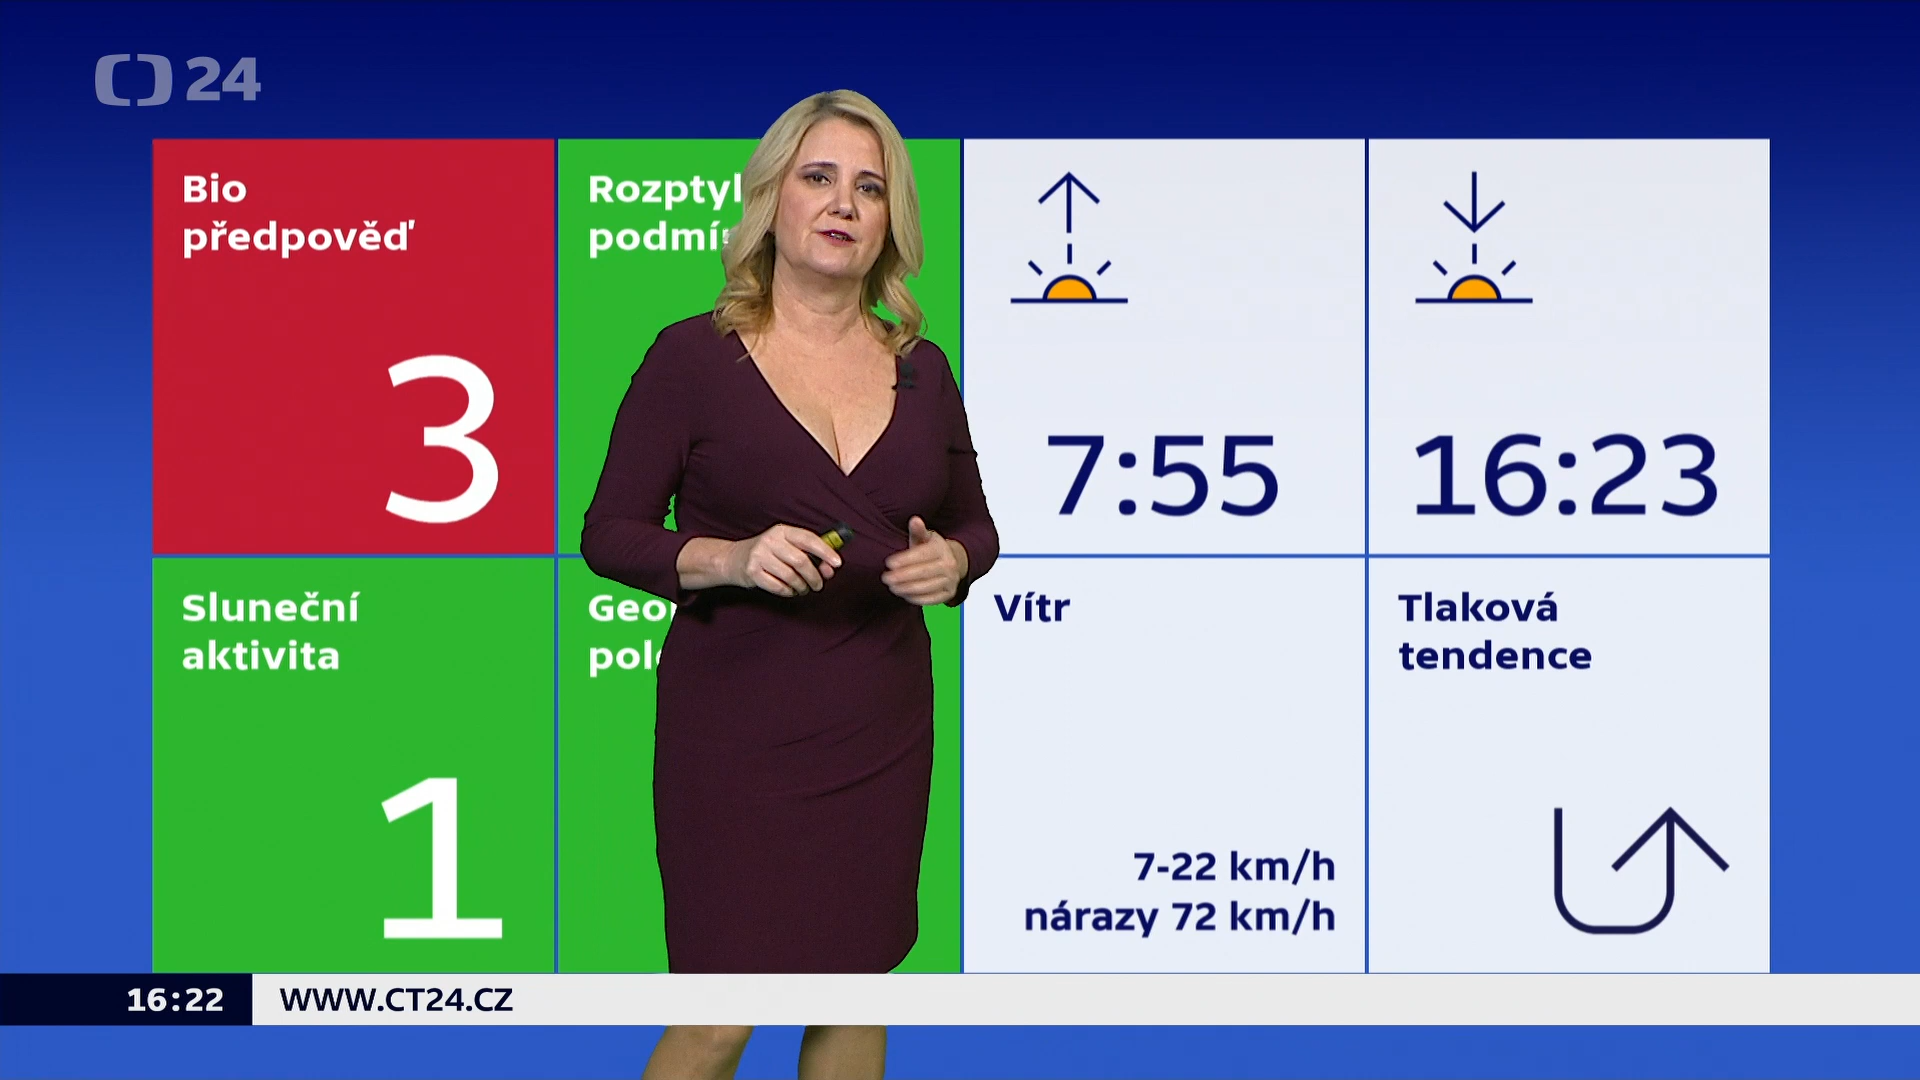 24
Bio
předpověď
3
7:55
16:23
Sluneční
aktivita
1
Vítr
7-22 km/h
nárazy 72 km/h
Tlaková
tendence
16:22
WWW.CT24.CZ